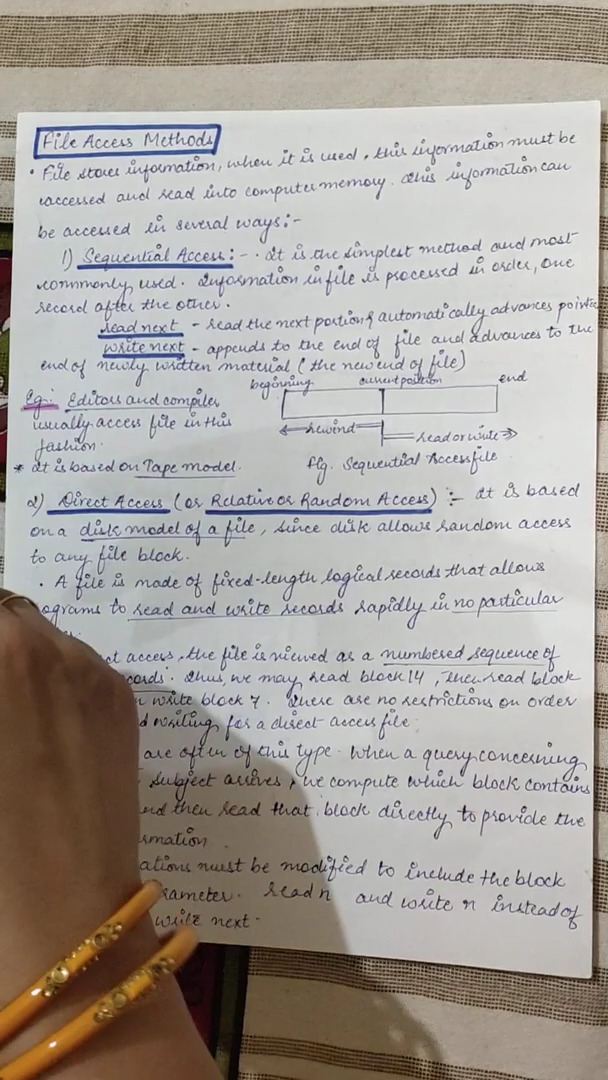 File Access Methods
• File stores information, when it is used, this information must be
accessed and read into computer memory. This information can
be accessed in several ways:-
1) Sequential Access:- • It is the simplest method and most
commonly used. Information in file is processed in order, one
record after the other.
read next - read the next portion & automatically advances pointer
write next - appends to the end of file and advances to the
end of newly written material (the new end of file)
beginning current position end
Eg:- Editors and compiler
usually access file in this
fashion.
rewind
read or write
* It is based on Tape model.
fig. Sequential Access file
2) Direct Access (or Relative or Random Access) :- It is based
on a disk model of a file, since disk allows random access
to any file block.
• A file is made of fixed-length logical records that allows
ograms to read and write records rapidly in no particular
ct access, the file is viewed as a numbered sequence of
cords. Thus, we may read block 14, then read block
n write block 7. There are no restrictions on order
d writing for a direct access file.
are often of this type. When a query concerning
subject arrives, we compute which block contains
nd then read that block directly to provide the
rmation.
ations must be modified to include the block
rameter. read n and write n instead of
write next.